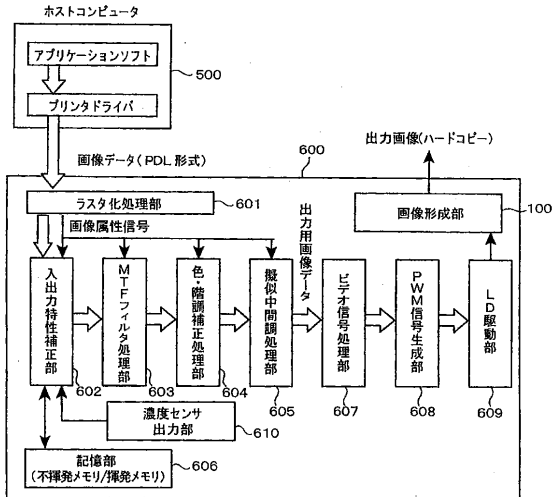 ホストコンピュータ
アプリケーションソフト
プリンタドライバ
500
画像データ(PDL形式)
600
出力画像(ハードコピー)
ラスタ化処理部
601
画像形成部
100
画像属性信号
入出力特性補正部
602
MTFフィルタ処理部
603
色・階調補正処理部
604
擬似中間調処理部
605
出力用画像データ
ビデオ信号処理部
607
PWM信号生成部
608
LD駆動部
609
濃度センサ
出力部
610
記憶部
(不揮発メモリ/揮発メモリ)
606